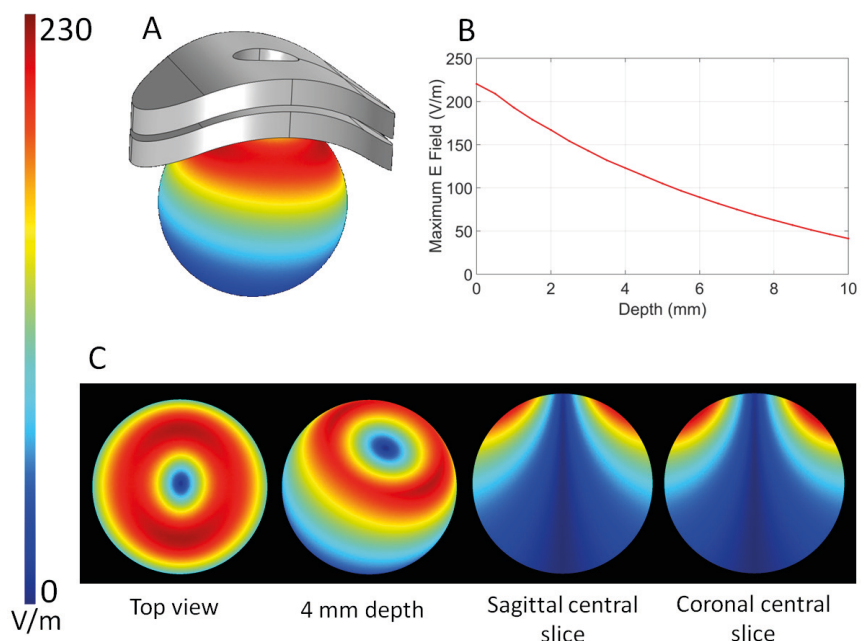 230
0
V/m
A
B
Maximum E Field (V/m)
250
200
150
100
50
0
0 2 4 6 8 10
Depth (mm)
C
Top view
4 mm depth
Sagittal central
slice
Coronal central
slice